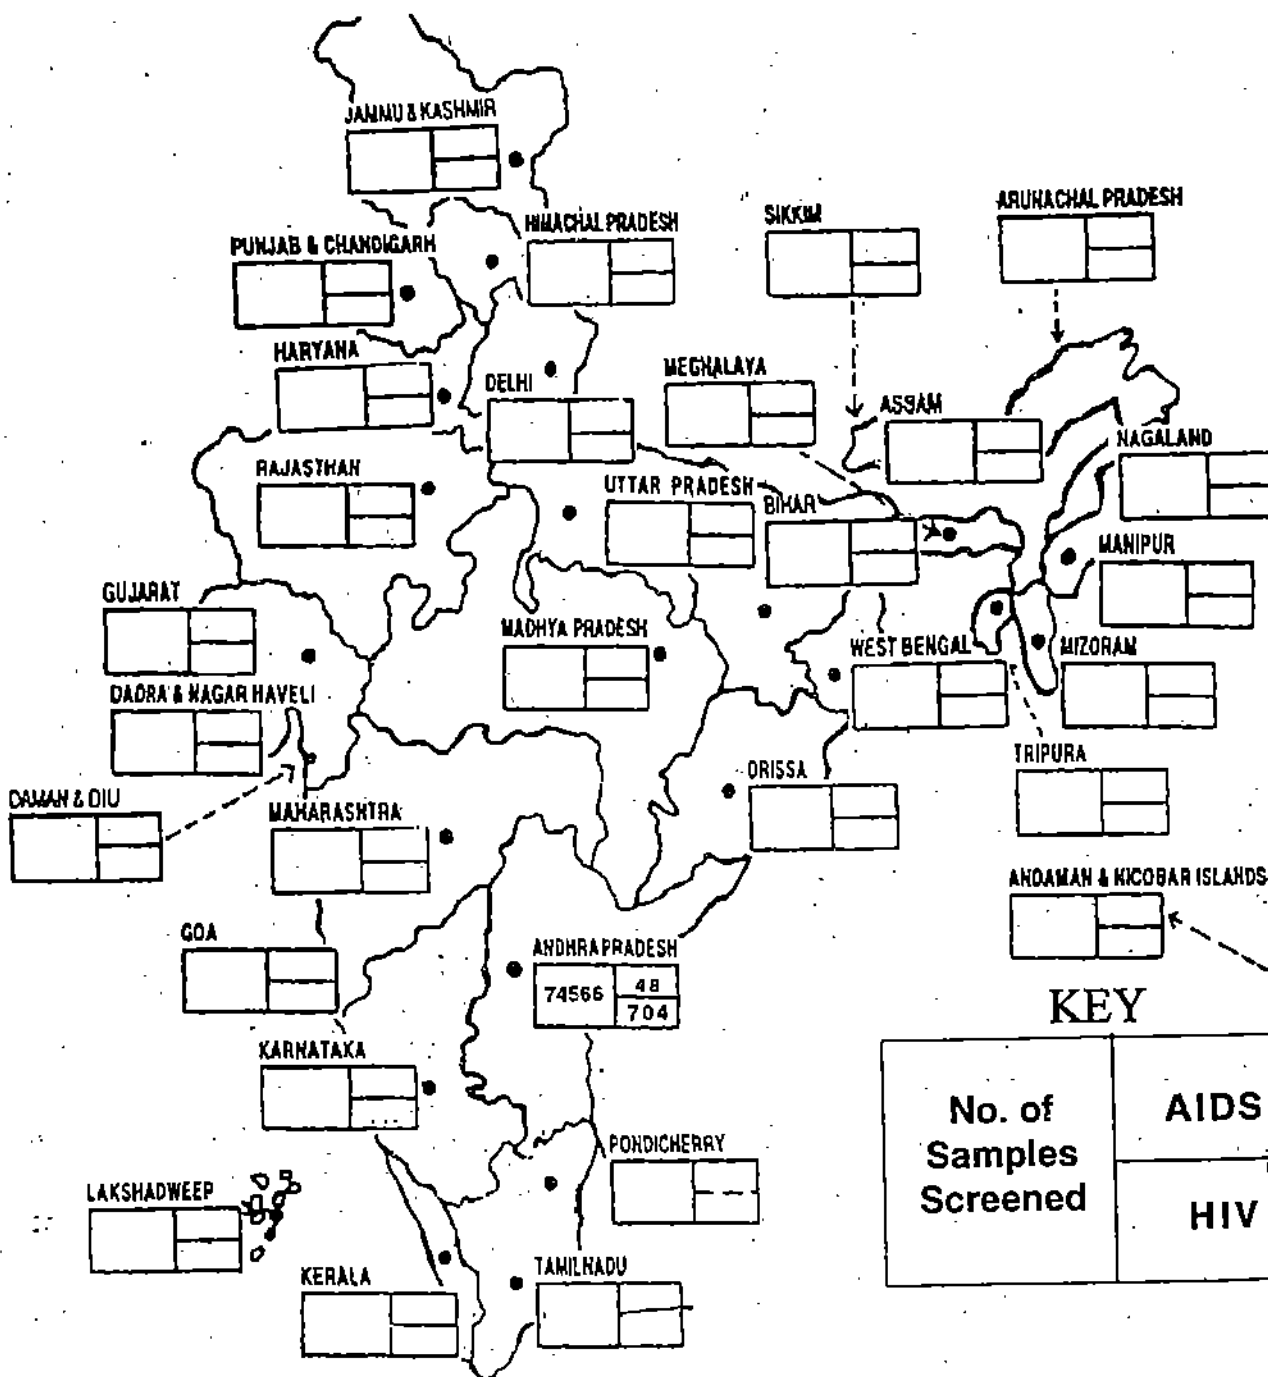 JAMMU & KASHMIR
ARUNACHAL PRADESH
SIKKIM
HIMACHAL PRADESH
PUNJAB & CHANDIGARH
HARYANA
DELHI
MEGHALAYA
ASSAM
NAGALAND
RAJASTHAN
UTTAR PRADESH
BIHAR
MANIPUR
GUJARAT
MADHYA PRADESH
WEST BENGAL
MIZORAM
DADRA & NAGAR HAVELI
TRIPURA
ORISSA
DAMAN & DIU
MAHARASHTRA
ANDAMAN & NICOBAR ISLANDS
GOA
ANDHRA PRADESH
74566
48
704
KEY
No. of
Samples
Screened
AIDS
HIV
KARNATAKA
PONDICHERRY
LAKSHADWEEP
KERALA
TAMILNADU